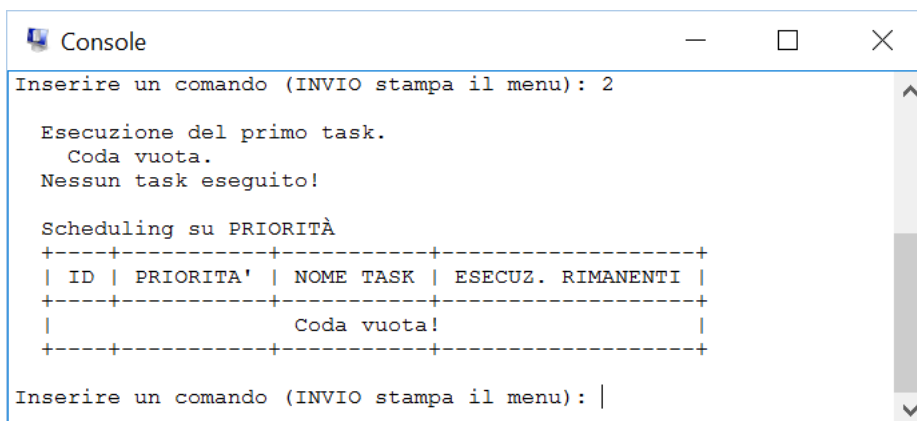 Console
Inserire un comando (INVIO stampa il menu): 2
Esecuzione del primo task.
Coda vuota.
Nessun task eseguito!
Scheduling su PRIORITÀ
+----+-----------+-----------+-------------------+
| ID | PRIORITA' | NOME TASK | ESECUZ. RIMANENTI |
+----+-----------+-----------+-------------------+
|                   Coda vuota!                    |
+----+-----------+-----------+-------------------+
Inserire un comando (INVIO stampa il menu):